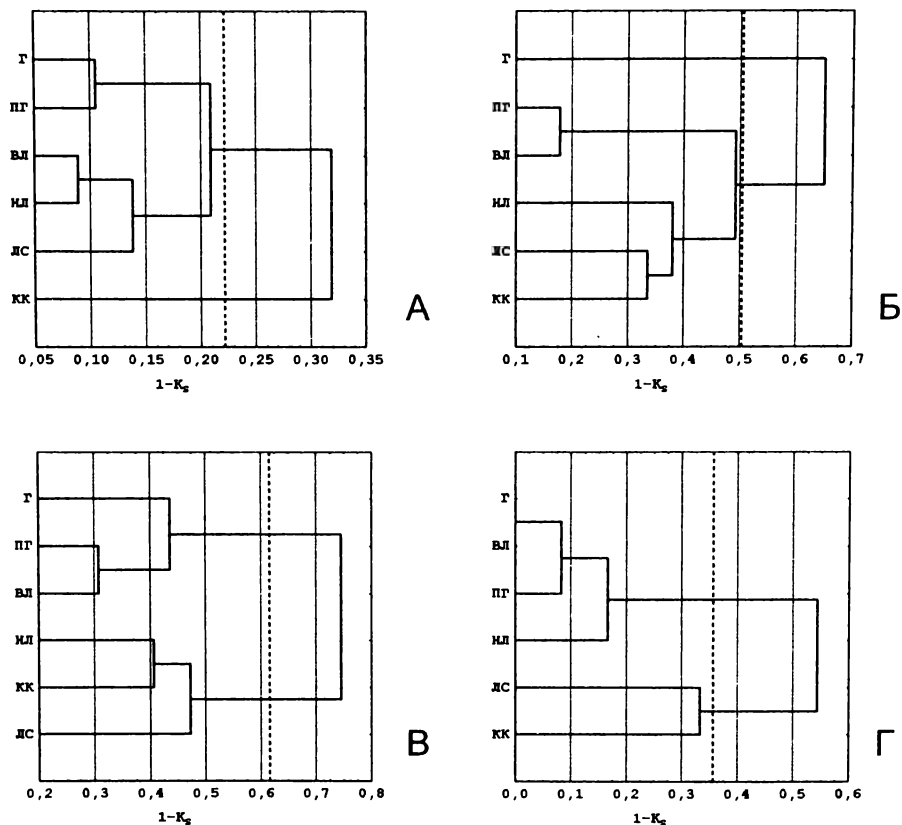 Г
ПГ
ВЛ
НЛ
ЛС
КК
0,05 0,10 0,15 0,20 0,25 0,30 0,35
1-Ks
А
Г
ПГ
ВЛ
НЛ
ЛС
КК
0,1 0,2 0,3 0,4 0,5 0,6 0,7
1-Ks
Б
Г
ПГ
ВЛ
НЛ
КК
ЛС
0,2 0,3 0,4 0,5 0,6 0,7 0,8
1-Ks
В
Г
ВЛ
ПГ
НЛ
ЛС
КК
0,0 0,1 0,2 0,3 0,4 0,5 0,6
1-Ks
Г